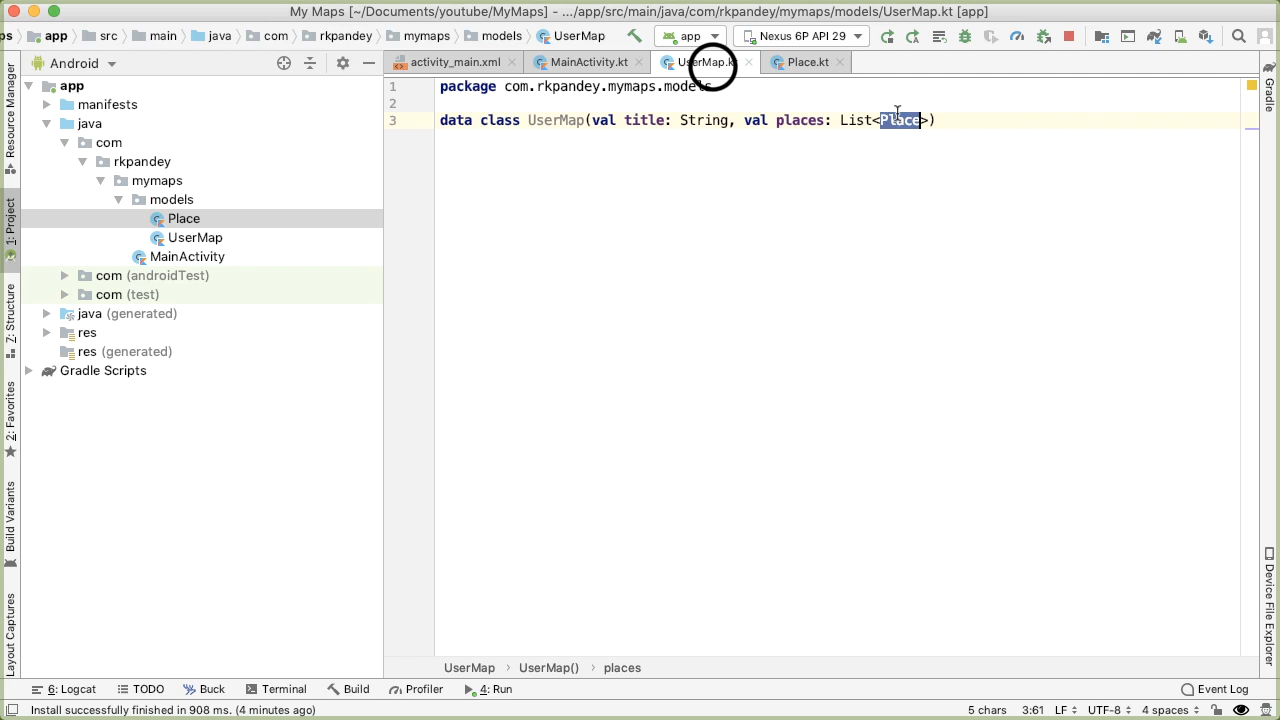 My Maps [~/Documents/youtube/MyMaps] - .../app/src/main/java/com/rkpandey/mymaps/models/UserMap.kt [app]
ps app src main java com rkpandey mymaps models UserMap app Nexus 6P API 29
Android
activity_main.xml MainActivity.kt UserMap.kt Place.kt
app
manifests
java
com
rkpandey
mymaps
models
Place
UserMap
MainActivity
com (androidTest)
com (test)
java (generated)
res
res (generated)
Gradle Scripts
1 package com.rkpandey.mymaps.models
2
3 data class UserMap(val title: String, val places: List<Place>)
Resource Manager
1: Project
7: Structure
2: Favorites
Build Variants
Layout Captures
Gradle
Device File Explorer
UserMap UserMap() places
6: Logcat TODO Buck Terminal Build Profiler 4: Run Event Log
Install successfully finished in 908 ms. (4 minutes ago) 5 chars 3:61 LF UTF-8 4 spaces